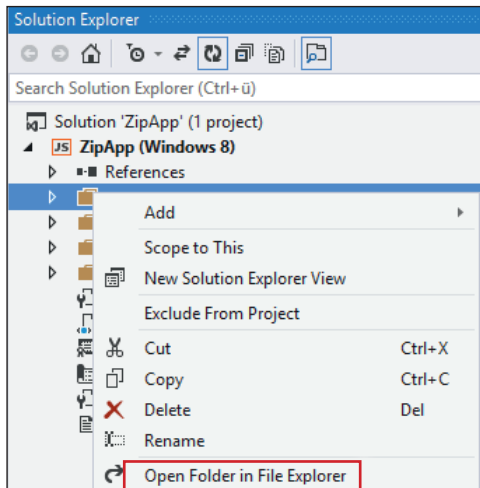 Solution Explorer
Search Solution Explorer (Ctrl+ü)
Solution 'ZipApp' (1 project)
JS ZipApp (Windows 8)
References
Add
Scope to This
New Solution Explorer View
Exclude From Project
Cut Ctrl+X
Copy Ctrl+C
Delete Del
Rename
Open Folder in File Explorer